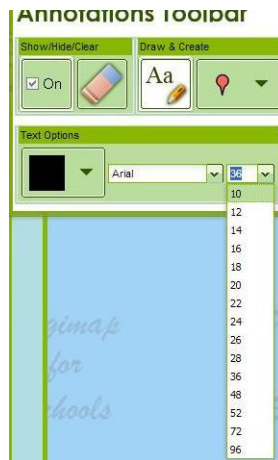 Annotations Toolbar
Show/Hide/Clear Draw & Create
On Aa
Text Options
Arial 36
10
12
14
16
18
20
22
24
26
28
36
48
52
72
96
gimap
for
hools